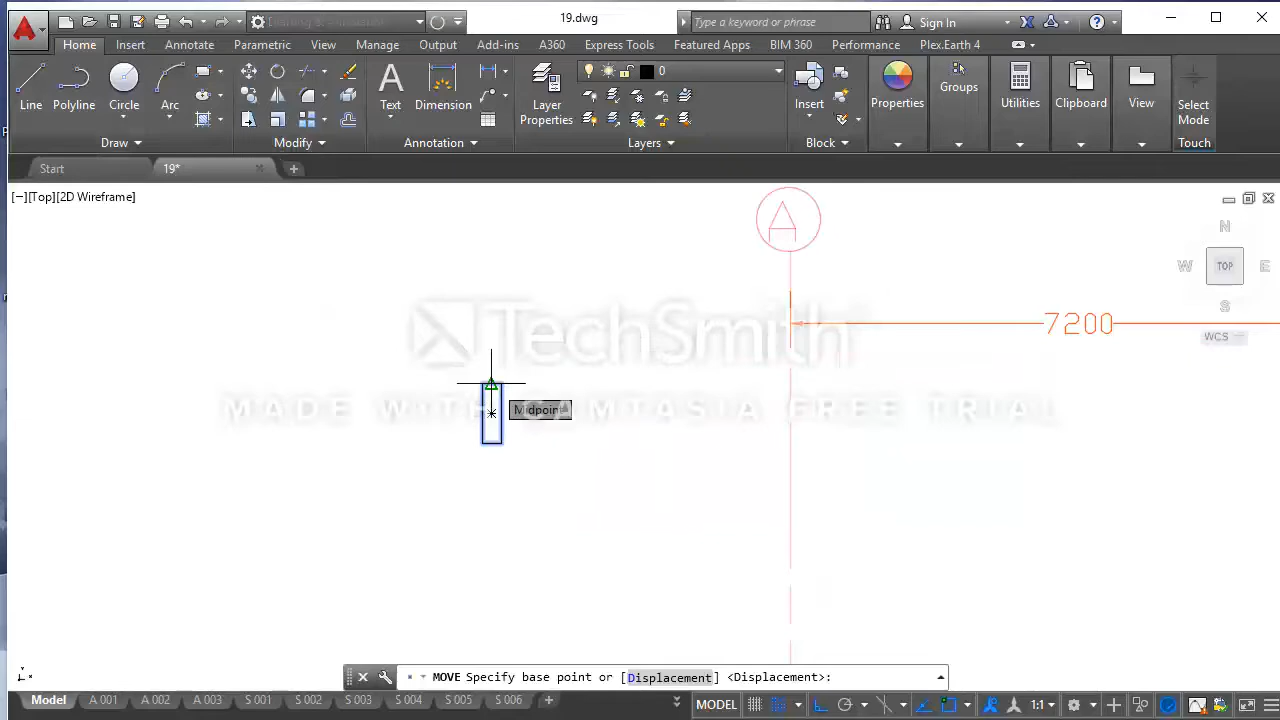 19.dwg
Type a keyword or phrase
Sign In
Home Insert Annotate Parametric View Manage Output Add-ins A360 Express Tools Featured Apps BIM 360 Performance Plex.Earth 4
0
Line Polyline Circle Arc Text Dimension Layer Properties Insert Properties Groups Utilities Clipboard View Select Mode
Draw Modify Annotation Layers Block Touch
Start 19*
[−][Top][2D Wireframe]
A
N
W TOP E
S
WCS
7200
TechSmith
MADE WITH CAMTASIA FREE TRIAL
Midpoint
MOVE Specify base point or [Displacement] <Displacement>:
Model A 001 A 002 A 003 S 001 S 002 S 003 S 004 S 005 S 006 + MODEL 1:1